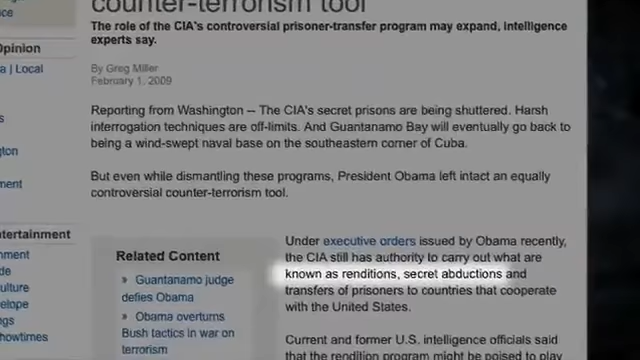 counter-terrorism tool
The role of the CIA's controversial prisoner-transfer program may expand, intelligence
experts say.
By Greg Miller
February 1, 2009
Reporting from Washington -- The CIA's secret prisons are being shuttered. Harsh
interrogation techniques are off-limits. And Guantanamo Bay will eventually go back to
being a wind-swept naval base on the southeastern corner of Cuba.
But even while dismantling these programs, President Obama left intact an equally
controversial counter-terrorism tool.
Under executive orders issued by Obama recently,
the CIA still has authority to carry out what are
known as renditions, secret abductions and
transfers of prisoners to countries that cooperate
with the United States.
Current and former U.S. intelligence officials said
that the rendition program might be poised to play
Related Content
» Guantanamo judge
defies Obama
» Obama overturns
Bush tactics in war on
terrorism
ice
Opinion
a | Local
s
gton
ment
ntertainment
nment
de
ulture
elope
ngs
howtimes